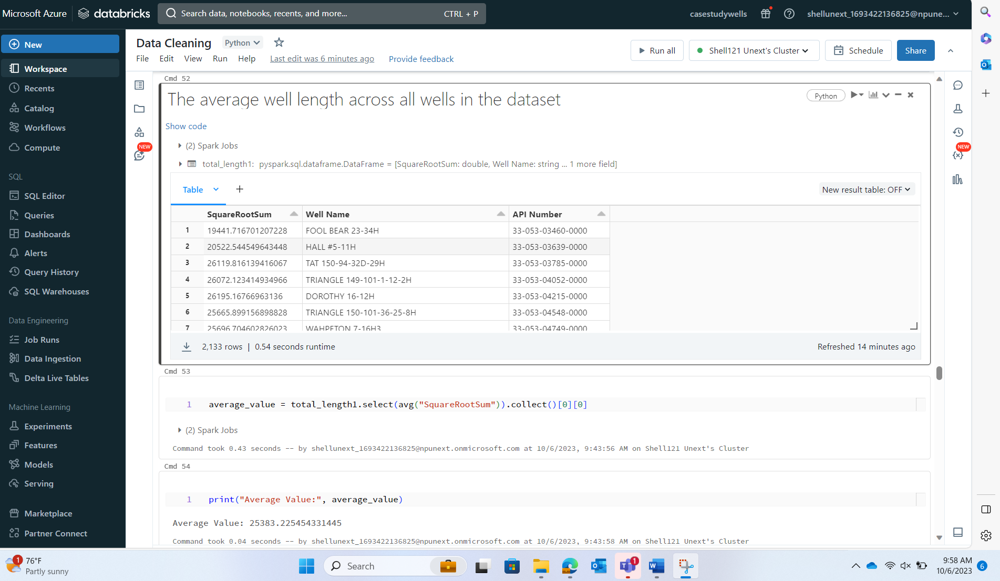 Microsoft Azure databricks Search data, notebooks, recents, and more... CTRL + P casestudywells shellunext_1693422136825@npune...
New
Workspace
Recents
Catalog
Workflows
Compute
SQL
SQL Editor
Queries
Dashboards
Alerts
Query History
SQL Warehouses
Data Engineering
Job Runs
Data Ingestion
Delta Live Tables
Machine Learning
Experiments
Features
Models
Serving
Marketplace
Partner Connect
Data Cleaning Python
File Edit View Run Help Last edit was 6 minutes ago Provide feedback
Run all Shell121 Unext's Cluster Schedule Share
NEW
NEW
Cmd 52
The average well length across all wells in the dataset
Python
Show code
(2) Spark Jobs
total_length1: pyspark.sql.dataframe.DataFrame = [SquareRootSum: double, Well Name: string ... 1 more field]
Table + New result table: OFF
SquareRootSum Well Name API Number
1 19441.716701207228 FOOL BEAR 23-34H 33-053-03460-0000
2 20522.544549643448 HALL #5-11H 33-053-03639-0000
3 26119.816139416067 TAT 150-94-32D-29H 33-053-03785-0000
4 26072.123414934966 TRIANGLE 149-101-1-12-2H 33-053-04052-0000
5 26195.16766963136 DOROTHY 16-12H 33-053-04215-0000
6 25665.899156898828 TRIANGLE 150-101-36-25-8H 33-053-04548-0000
7 25696.704602826023 WAHPETON 7-16H3 33-053-04749-0000
2,133 rows | 0.54 seconds runtime Refreshed 14 minutes ago
Cmd 53
1 average_value = total_length1.select(avg("SquareRootSum")).collect()[0][0]
(2) Spark Jobs
Command took 0.43 seconds -- by shellunext_1693422136825@npunext.onmicrosoft.com at 10/6/2023, 9:43:56 AM on Shell121 Unext's Cluster
Cmd 54
1 print("Average Value:", average_value)
Average Value: 25383.225454331445
Command took 0.04 seconds -- by shellunext_1693422136825@npunext.onmicrosoft.com at 10/6/2023, 9:43:58 AM on Shell121 Unext's Cluster
1 76°F
Partly sunny
Search
1
9:58 AM
10/6/2023
6